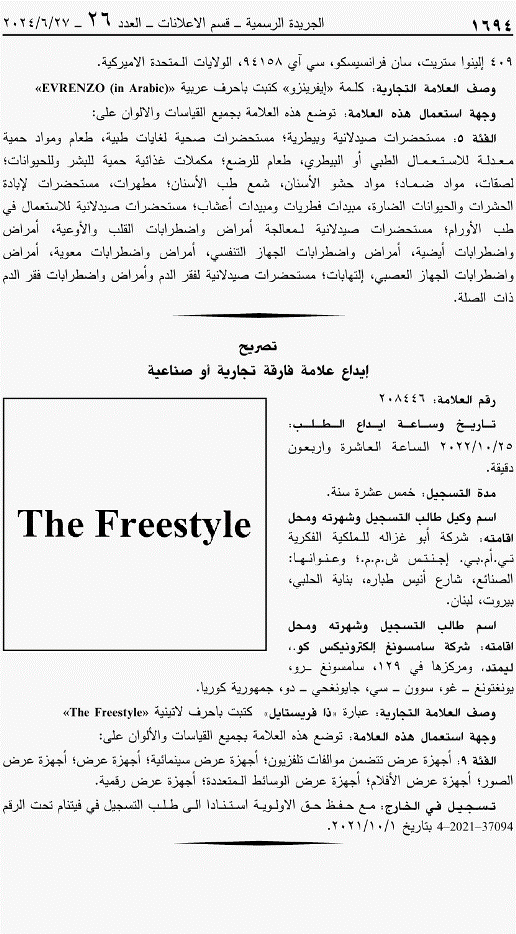 ١٦٩٤ الجريدة الرسمية ـ قسم الاعلانات ـ العدد ٢٦ ـ ٢٠٢٤/٦/٢٧
٤٠٩ إلينوا ستريت، سان فرانسيسكو، سي آي ٩٤١٥٨، الولايات المتحدة الاميركية.
وصف العلامة التجارية: كلمة «إيفرينزو» كتبت باحرف عربية «EVRENZO (in Arabic)»
وجهة استعمال هذه العلامة: توضع هذه العلامة بجميع القياسات والالوان على:
الفئة ٥: مستحضرات صيدلانية وبيطرية؛ مستحضرات صحية لغايات طبية، طعام ومواد حمية
معدلة للاستعمال الطبي أو البيطري، طعام للرضع؛ مكملات غذائية حمية للبشر وللحيوانات؛
لصقات، مواد ضماد؛ مواد حشو الأسنان، شمع طب الأسنان؛ مطهرات، مستحضرات لإبادة
الحشرات والحيوانات الضارة، مبيدات فطريات ومبيدات أعشاب؛ مستحضرات صيدلانية للاستعمال في
طب الأورام؛ مستحضرات صيدلانية لمعالجة أمراض واضطرابات القلب والأوعية، أمراض
واضطرابات أيضية، أمراض واضطرابات الجهاز التنفسي، أمراض واضطرابات معوية، أمراض
واضطرابات الجهاز العصبي، إلتهابات؛ مستحضرات صيدلانية لفقر الدم وأمراض واضطرابات فقر الدم
ذات الصلة.
تصريح
إيداع علامة فارقة تجارية أو صناعية
رقم العلامة: ٢٠٨٤٤٦
تاريخ وساعة ايداع الطلب:
٢٠٢٢/١٠/٢٥ الساعة العاشرة واربعون
دقيقة.
مدة التسجيل: خمس عشرة سنة.
اسم وكيل طالب التسجيل وشهرته ومحل
اقامته: شركة أبو غزاله للملكية الفكرية
تي.أم.بي. إجنتس ش.م.م.؛ وعنوانها:
الصنائع، شارع أنيس طباره، بناية الحلبي،
بيروت، لبنان.
اسم طالب التسجيل وشهرته ومحل
اقامته: شركة سامسونغ إلكترونيكس كو.،
ليمتد. ومركزها في ١٢٩، سامسونغ ـ رو،
The Freestyle
يونغتونغ ـ غو، سوون ـ سي، جايونغجي ـ دو، جمهورية كوريا.
وصف العلامة التجارية: عبارة «ذا فريستايل» كتبت باحرف لاتينية «The Freestyle»
وجهة استعمال هذه العلامة: توضع هذه العلامة بجميع القياسات والألوان على:
الفئة ٩: أجهزة عرض تتضمن موالفات تلفزيون؛ أجهزة عرض سينمائية؛ أجهزة عرض؛ أجهزة عرض
الصور؛ أجهزة عرض الأفلام؛ أجهزة عرض الوسائط المتعددة؛ أجهزة عرض رقمية.
تسجيل في الخارج: مع حفظ حق الاولوية استنادا الى طلب التسجيل في فيتنام تحت الرقم
4–2021–37094 بتاريخ ٢٠٢١/١٠/١.